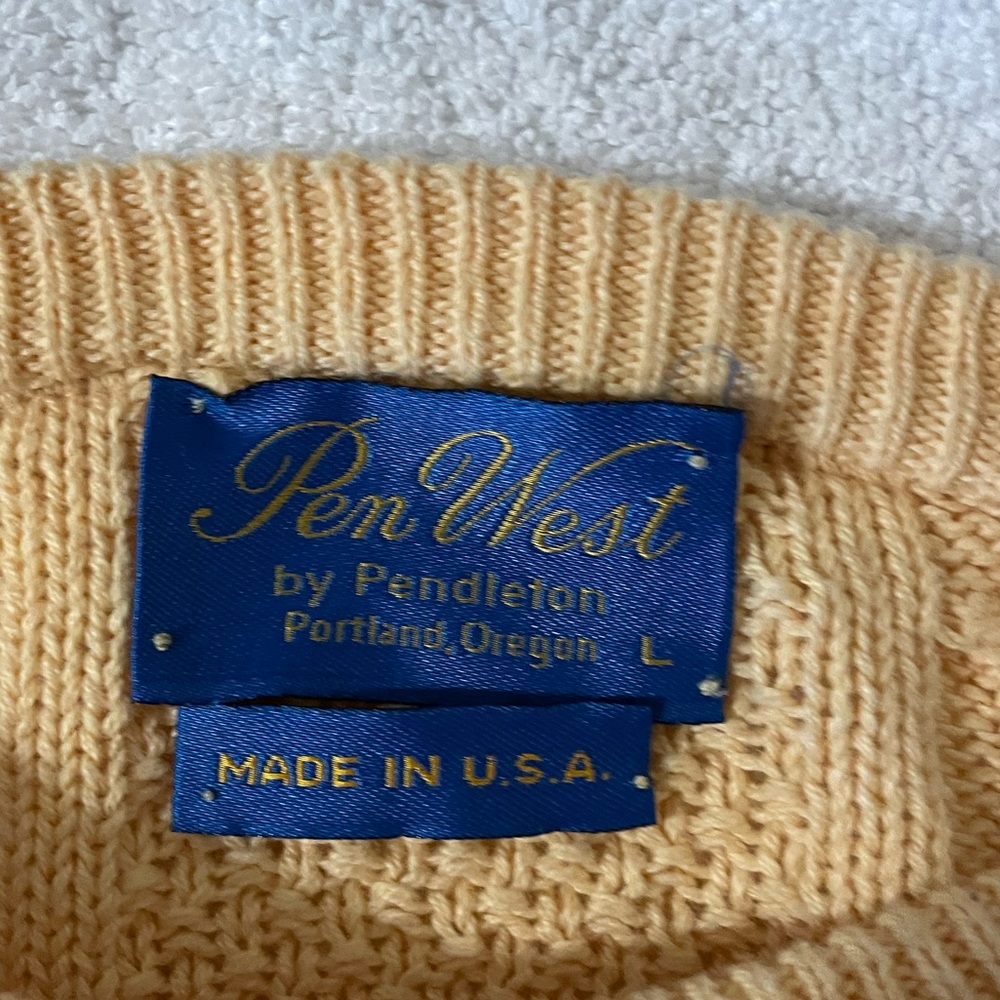 Pen West
by Pendleton
Portland, Oregon L
MADE IN U.S.A.